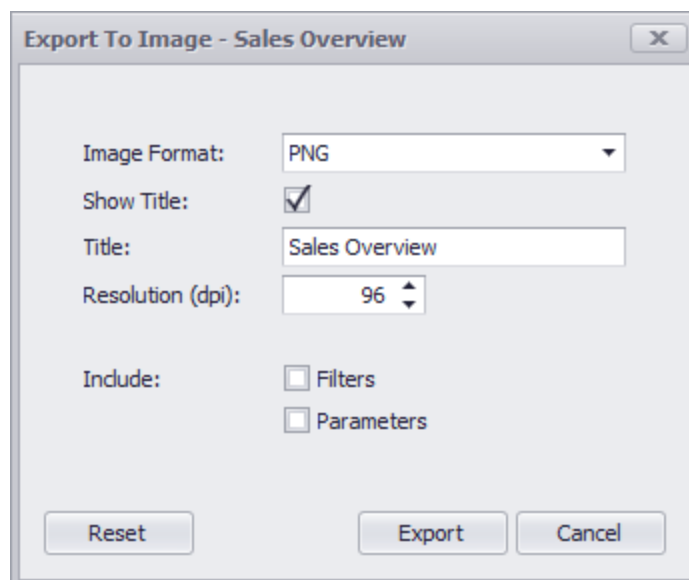 Export To Image - Sales Overview
Image Format: PNG
Show Title:
Title: Sales Overview
Resolution (dpi): 96
Include: Filters
Parameters
Reset Export Cancel